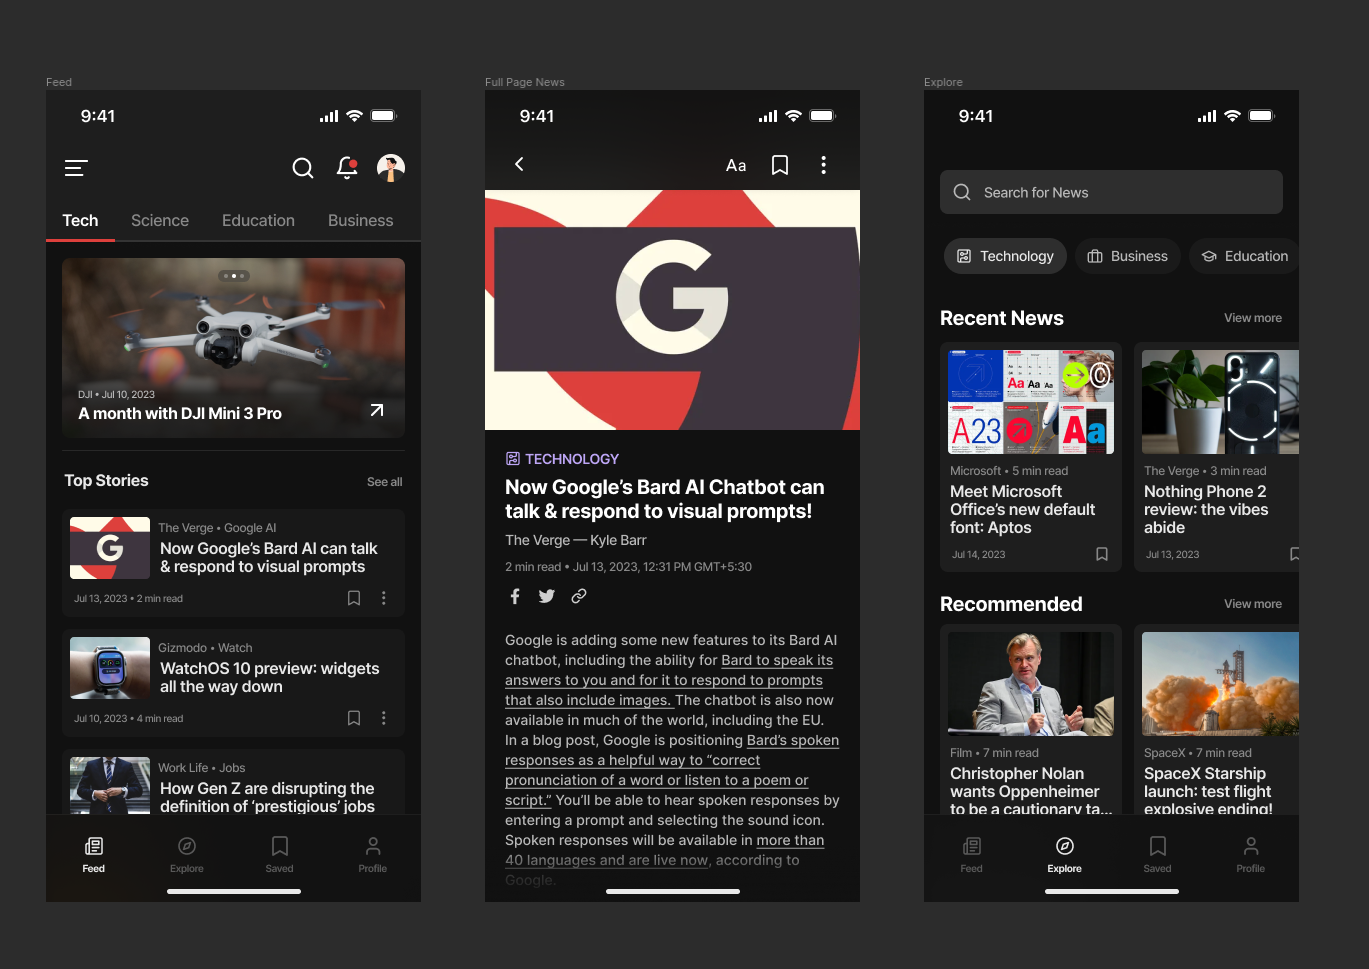 Feed
9:41
Tech
Science
Education
Business
DJI • Jul 10, 2023
A month with DJI Mini 3 Pro
Top Stories
See all
The Verge • Google AI
Now Google’s Bard AI can talk
& respond to visual prompts
Jul 13, 2023 • 2 min read
Gizmodo • Watch
WatchOS 10 preview: widgets
all the way down
Jul 10, 2023 • 4 min read
Work Life • Jobs
How Gen Z are disrupting the
definition of ‘prestigious’ jobs
Feed
Explore
Saved
Profile
Full Page News
9:41
Aa
G
TECHNOLOGY
Now Google’s Bard AI Chatbot can
talk & respond to visual prompts!
The Verge — Kyle Barr
2 min read • Jul 13, 2023, 12:31 PM GMT+5:30
Google is adding some new features to its Bard AI
chatbot, including the ability for Bard to speak its
answers to you and for it to respond to prompts
that also include images. The chatbot is also now
available in much of the world, including the EU.
In a blog post, Google is positioning Bard’s spoken
responses as a helpful way to “correct
pronunciation of a word or listen to a poem or
script.” You’ll be able to hear spoken responses by
entering a prompt and selecting the sound icon.
Spoken responses will be available in more than
40 languages and are live now, according to
Google.
Explore
9:41
Search for News
Technology
Business
Education
Recent News
View more
Aa Aa Aa
A23
Aa
Microsoft • 5 min read
Meet Microsoft
Office’s new default
font: Aptos
Jul 14, 2023
The Verge • 3 min read
Nothing Phone 2
review: the vibes
abide
Jul 13, 2023
Recommended
View more
Film • 7 min read
Christopher Nolan
wants Oppenheimer
to be a cautionary ta...
SpaceX • 7 min read
SpaceX Starship
launch: test flight
explosive ending!
Feed
Explore
Saved
Profile